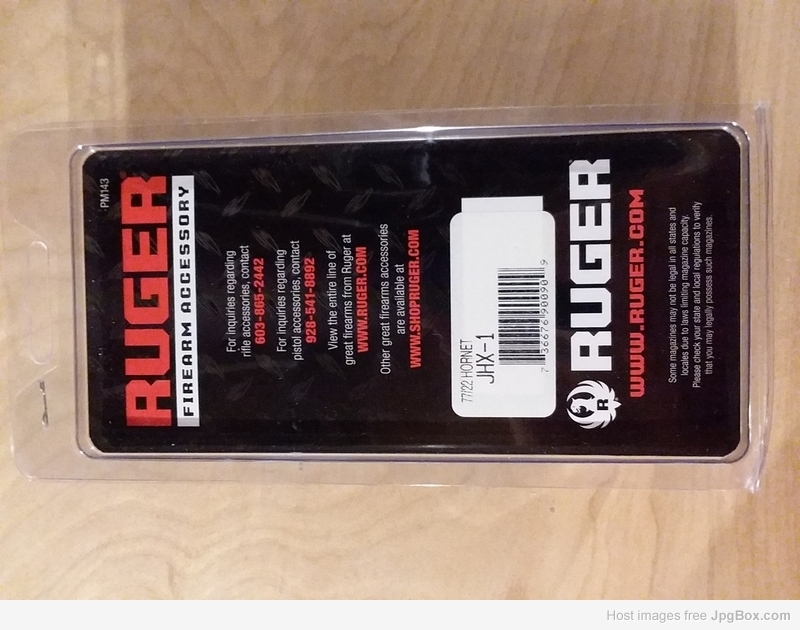 PM143
RUGER
FIREARM ACCESSORY
For inquiries regarding
rifle accessories, contact
603-865-2442
For inquiries regarding
pistol accessories, contact
928-541-8892
View the entire line of
great firearms from Ruger at
WWW.RUGER.COM
Other great firearms accessories
are available at
WWW.SHOPRUGER.COM
77/22 HORNET
JHX-1
7 36676 90090 9
R
RUGER
WWW.RUGER.COM
Some magazines may not be legal in all states and
locales due to laws limiting magazine capacity.
Please check your state and local regulations to verify
that you may legally possess such magazines.
Host images free JpgBox.com